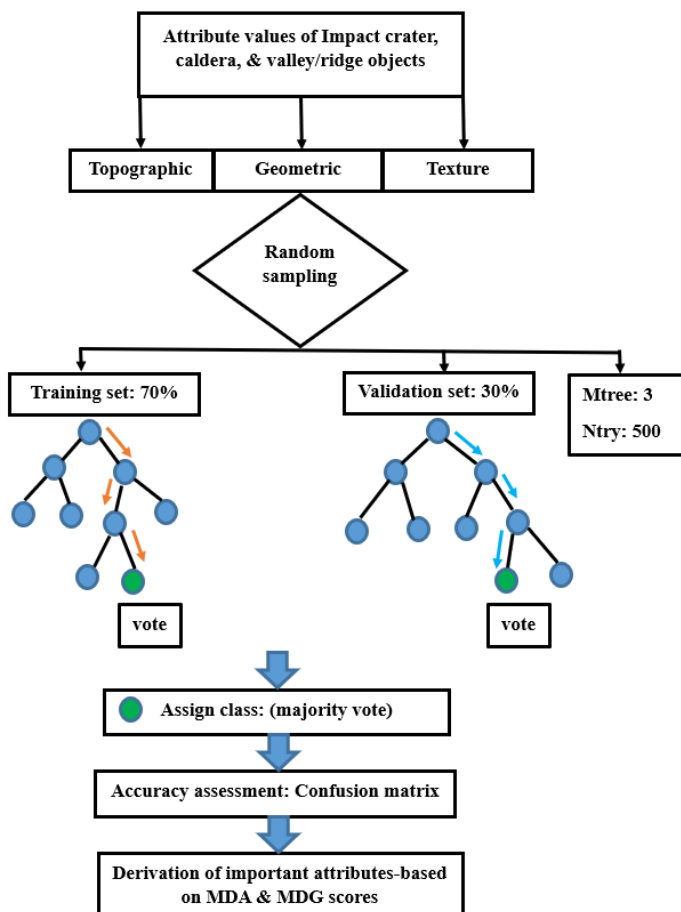 Attribute values of Impact crater,
caldera, & valley/ridge objects
Topographic
Geometric
Texture
Random
sampling
Training set: 70%
Validation set: 30%
Mtree: 3
Ntry: 500
vote
vote
Assign class: (majority vote)
Accuracy assessment: Confusion matrix
Derivation of important attributes-based
on MDA & MDG scores